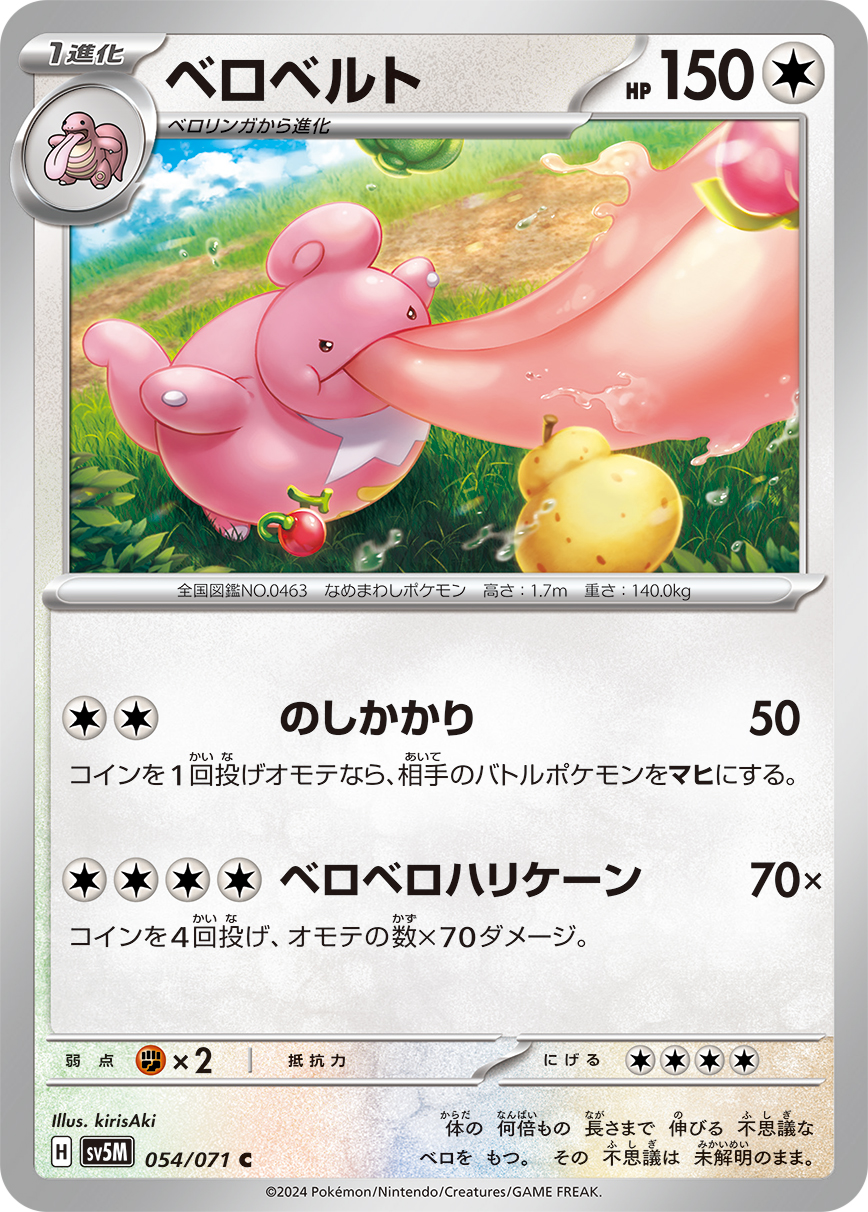 1進化
ベロベルト
HP 150
ベロリンガから進化
全国図鑑NO.0463 なめまわしポケモン 高さ：1.7m 重さ：140.0kg
のしかかり 50
コインを1回投げオモテなら、相手のバトルポケモンをマヒにする。
ベロベロハリケーン 70×
コインを4回投げ、オモテの数×70ダメージ。
弱点 ×2 抵抗力 にげる
Illus. kirisAki
体の 何倍もの 長さまで 伸びる 不思議な
ベロを もつ。 その 不思議は 未解明のまま。
H SV5M 054/071 C
©2024 Pokémon/Nintendo/Creatures/GAME FREAK.